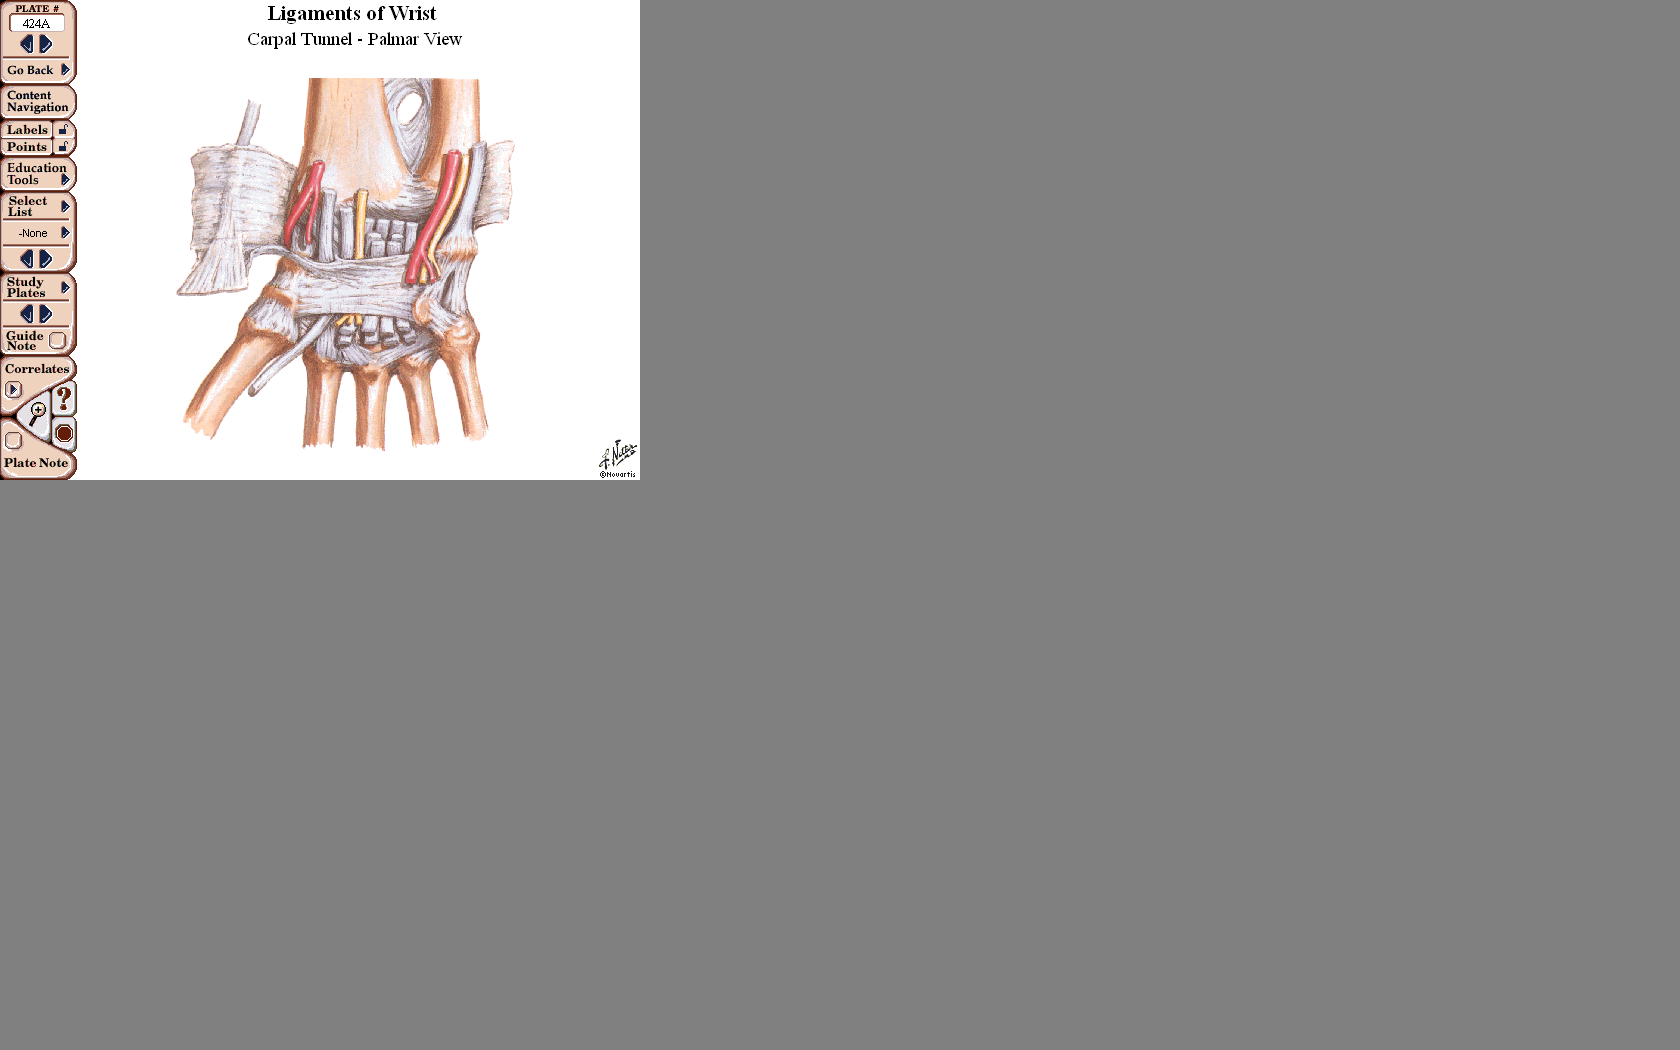 PLATE #
424A
Go Back
Content
Navigation
Labels
Points
Education
Tools
Select
List
-None
Study
Plates
Guide
Note
Correlates
?
Plate Note
Ligaments of Wrist
Carpal Tunnel - Palmar View
F. Netter
©Novartis